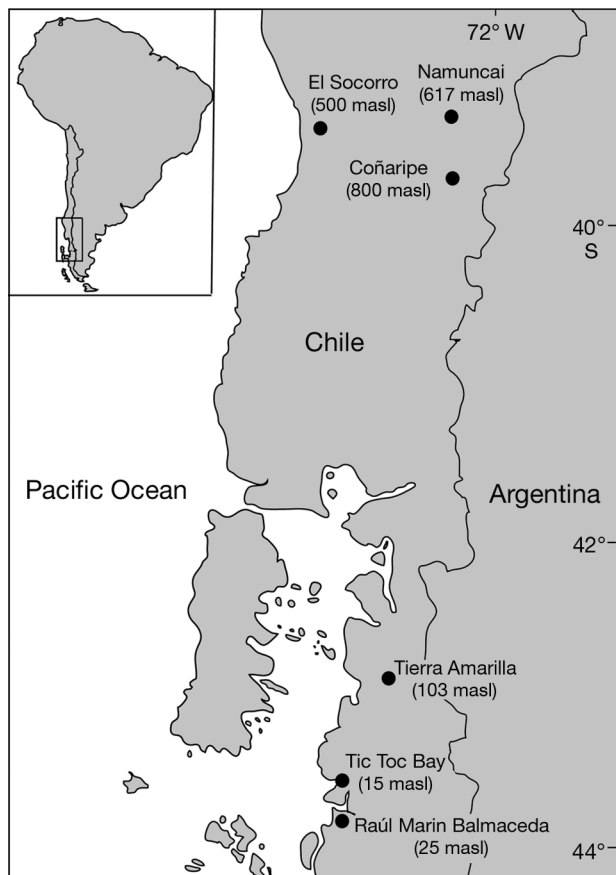 72° W
El Socorro
(500 masl)
Namuncai
(617 masl)
Coñaripe
(800 masl)
40°
S
Chile
Pacific Ocean
Argentina
42°
Tierra Amarilla
(103 masl)
Tic Toc Bay
(15 masl)
Raúl Marin Balmaceda
(25 masl)
44°